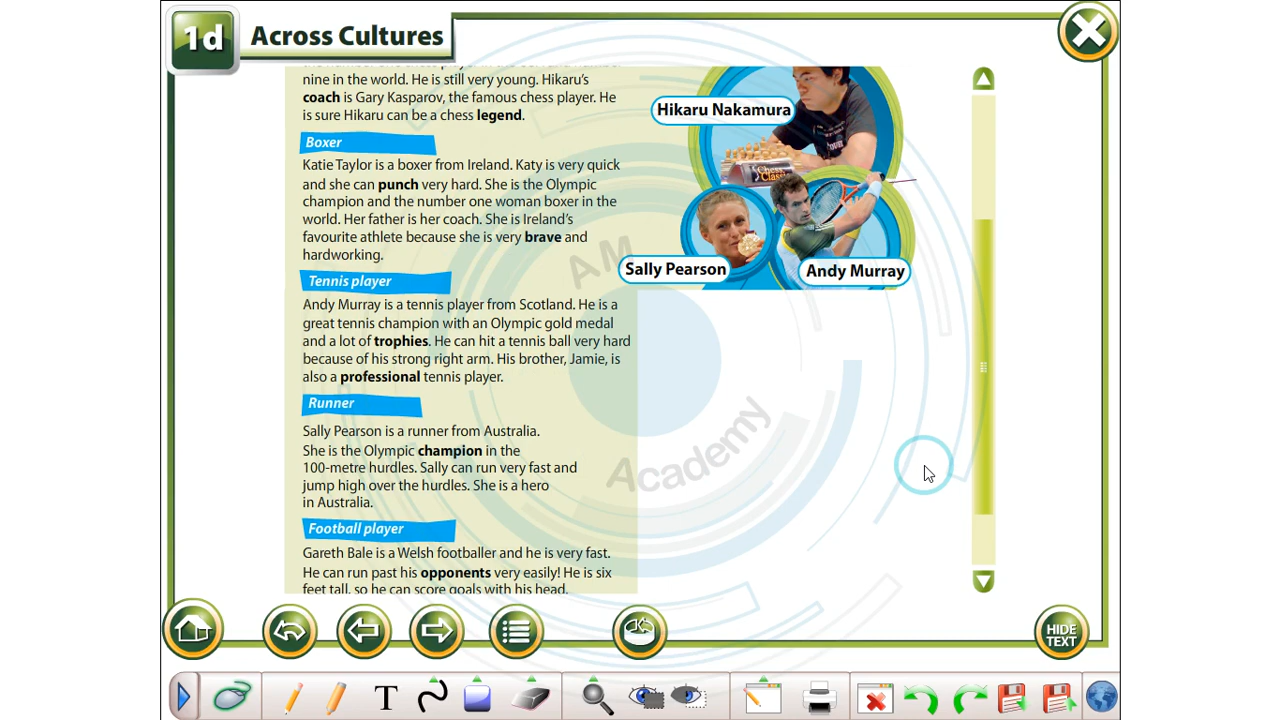 1d
Across Cultures
nine in the world. He is still very young. Hikaru's
coach is Gary Kasparov, the famous chess player. He
is sure Hikaru can be a chess legend.
Boxer
Katie Taylor is a boxer from Ireland. Katy is very quick
and she can punch very hard. She is the Olympic
champion and the number one woman boxer in the
world. Her father is her coach. She is Ireland's
favourite athlete because she is very brave and
hardworking.
Tennis player
Andy Murray is a tennis player from Scotland. He is a
great tennis champion with an Olympic gold medal
and a lot of trophies. He can hit a tennis ball very hard
because of his strong right arm. His brother, Jamie, is
also a professional tennis player.
Runner
Sally Pearson is a runner from Australia.
She is the Olympic champion in the
100-metre hurdles. Sally can run very fast and
jump high over the hurdles. She is a hero
in Australia.
Football player
Gareth Bale is a Welsh footballer and he is very fast.
He can run past his opponents very easily! He is six
feet tall, so he can score goals with his head.
Hikaru Nakamura
Chess
Classic
Sally Pearson
Andy Murray
AM
Academy
HIDE
TEXT
T